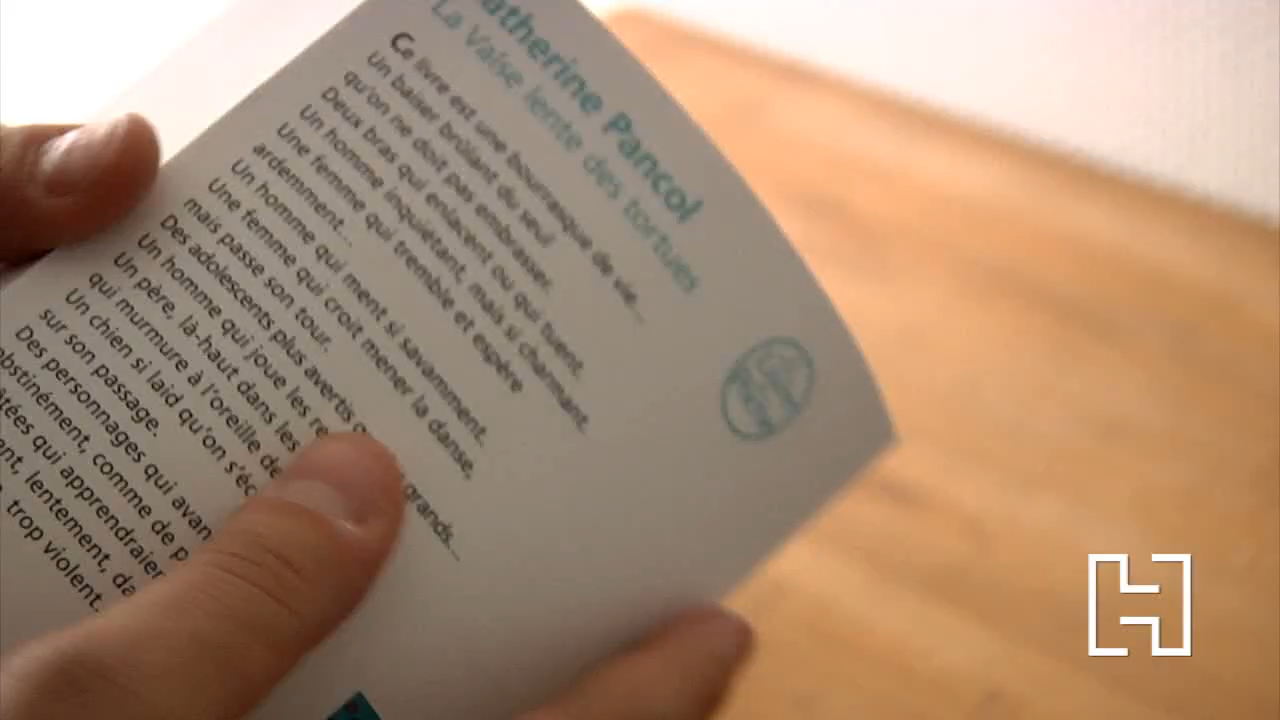 atherine Pancol
La Valse lente des tortues
Ce livre est une bourrasque de vie...
Un baiser brûlant du seul
qu'on ne doit pas embrasser.
Deux bras qui enlacent ou qui tuent.
Un homme inquiétant, mais si charmant.
Une femme qui tremble et espère
ardemment...
Un homme qui ment si savamment.
Une femme qui croit mener la danse,
mais passe son tour.
Des adolescents plus avertis grands...
Un homme qui joue les
Un père, là-haut dans les
qui murmure à l'oreille de
Un chien si laid qu'on s'éc
sur son passage.
Des personnages qui avan
obstinément, comme de p
tées qui apprendraien
ent, lentement, da
, trop violent.